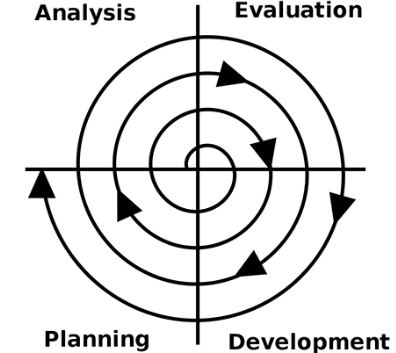 Analysis
Evaluation
Planning
Development